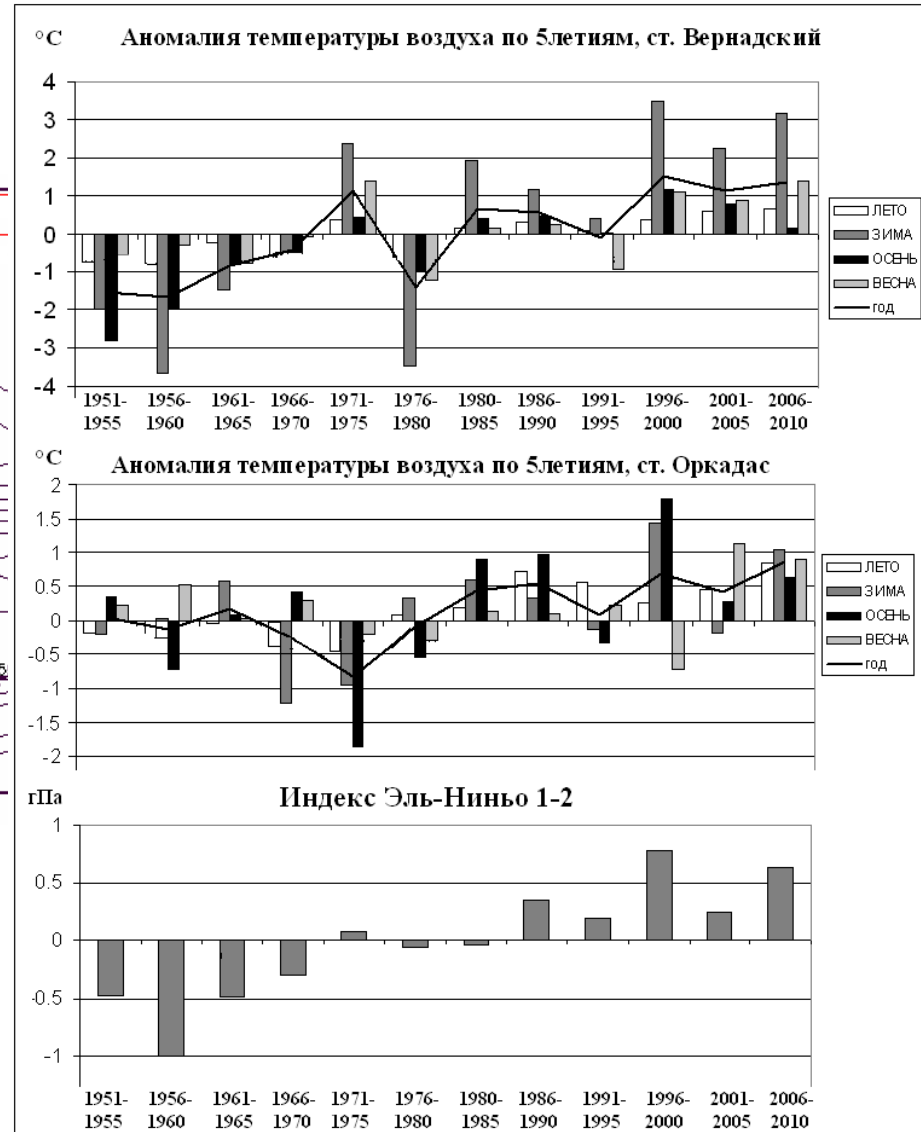 °C Аномалия температуры воздуха по 5летиям, ст. Вернадский
4
3
2
1
0
-1
-2
-3
-4
1951-1955 1956-1960 1961-1965 1966-1970 1971-1975 1976-1980 1980-1985 1986-1990 1991-1995 1996-2000 2001-2005 2006-2010
ЛЕТО
ЗИМА
ОСЕНЬ
ВЕСНА
год
°C Аномалия температуры воздуха по 5летиям, ст. Оркадас
2
1.5
1
0.5
0
-0.5
-1
-1.5
-2
ЛЕТО
ЗИМА
ОСЕНЬ
ВЕСНА
год
гПа Индекс Эль-Ниньо 1-2
1
0.5
0
-0.5
-1
1951-1955 1956-1960 1961-1965 1966-1970 1971-1975 1976-1980 1980-1985 1986-1990 1991-1995 1996-2000 2001-2005 2006-2010